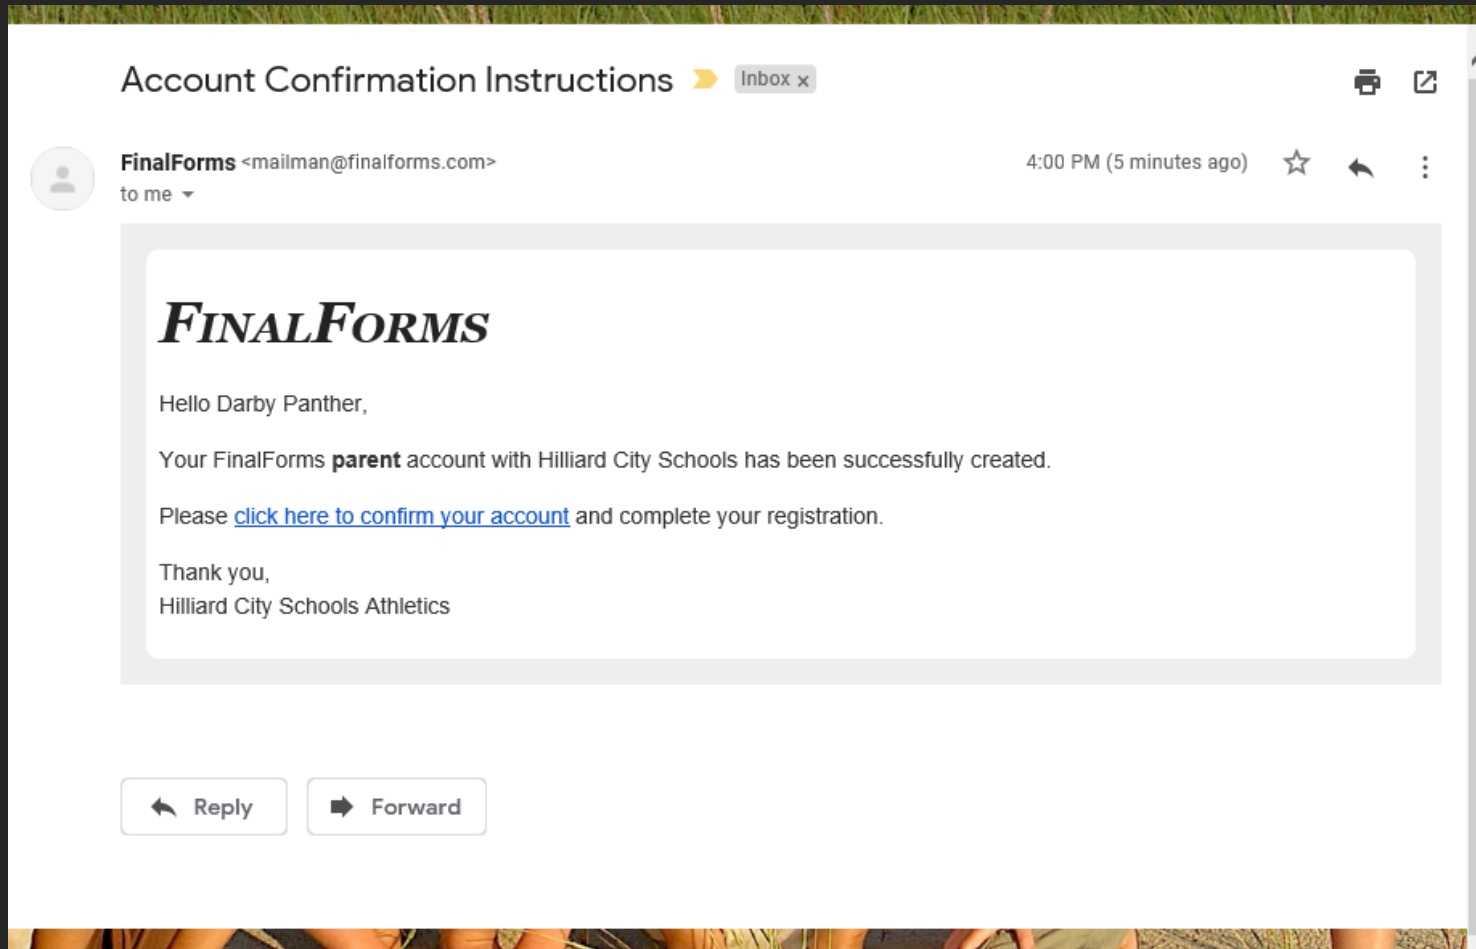 Account Confirmation Instructions Inbox x
FinalForms <mailman@finalforms.com> 4:00 PM (5 minutes ago)
to me
FINALFORMS
Hello Darby Panther,
Your FinalForms parent account with Hilliard City Schools has been successfully created.
Please click here to confirm your account and complete your registration.
Thank you,
Hilliard City Schools Athletics
Reply Forward